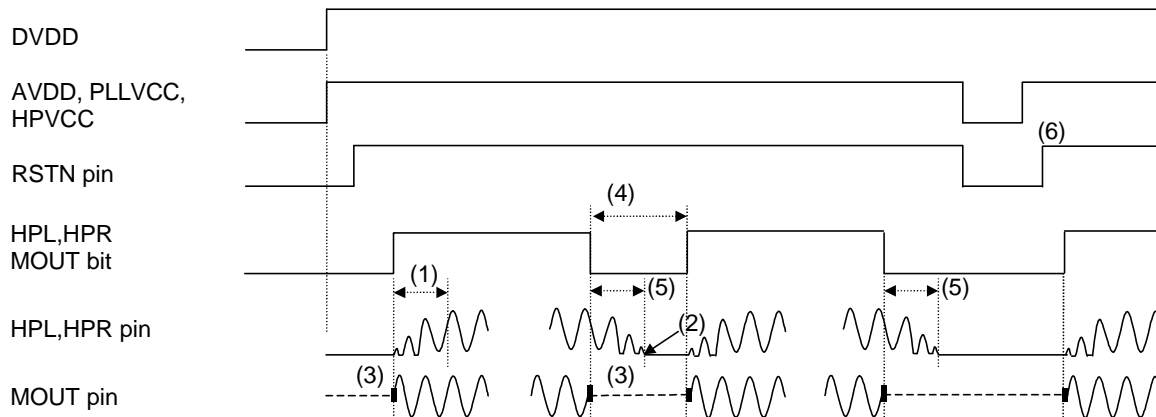 DVDD
AVDD, PLLVCC,
HPVCC
(6)
RSTN pin
(4)
HPL,HPR
MOUT bit
(1)
(5)
(5)
HPL,HPR pin
(2)
(3)
(3)
MOUT pin